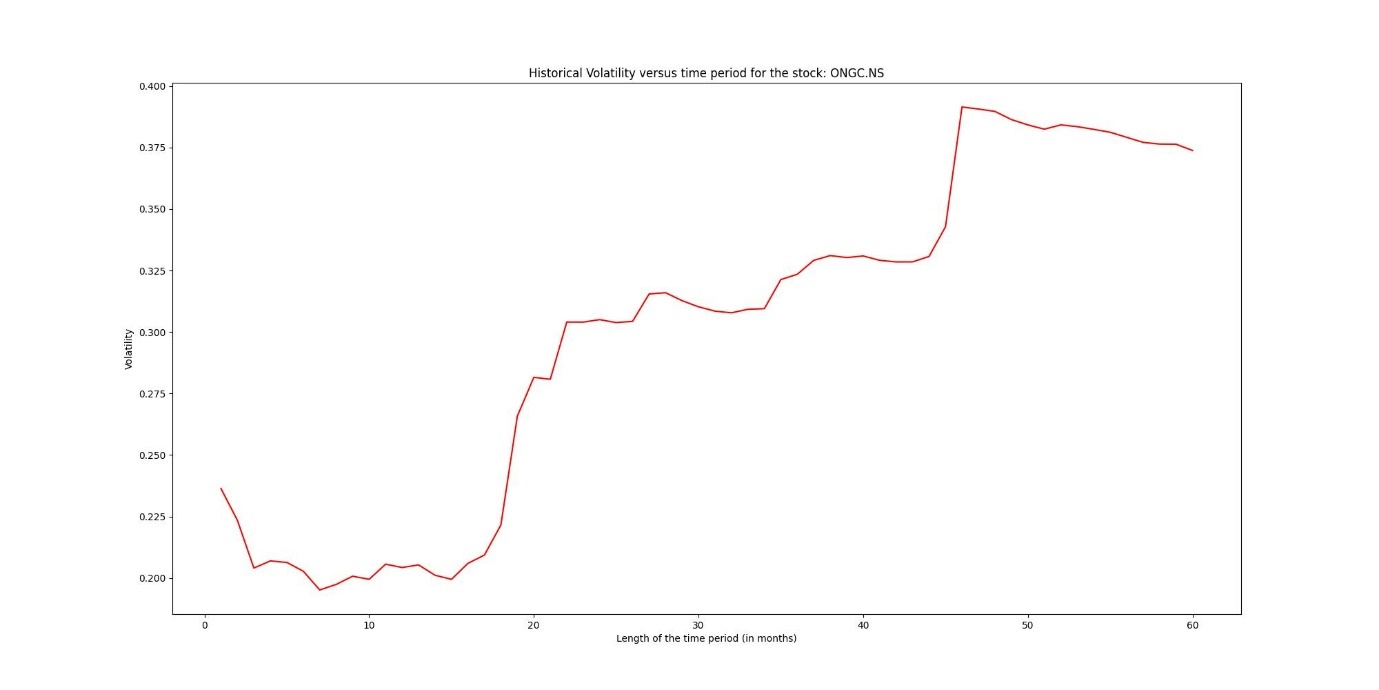 Historical Volatility versus time period for the stock: ONGC.NS
0.400
0.375
0.350
0.325
0.300
0.275
0.250
0.225
0.200
Volatility
0 10 20 30 40 50 60
Length of the time period (in months)